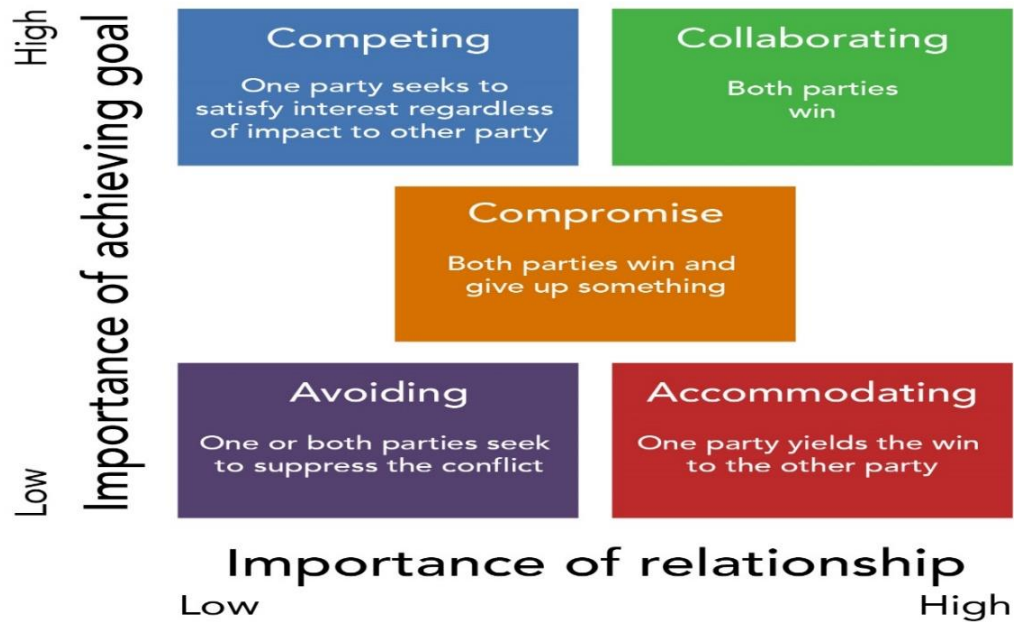 High
Importance of achieving goal
Low
Competing
One party seeks to
satisfy interest regardless
of impact to other party
Collaborating
Both parties
win
Compromise
Both parties win and
give up something
Avoiding
One or both parties seek
to suppress the conflict
Accommodating
One party yields the win
to the other party
Importance of relationship
Low
High